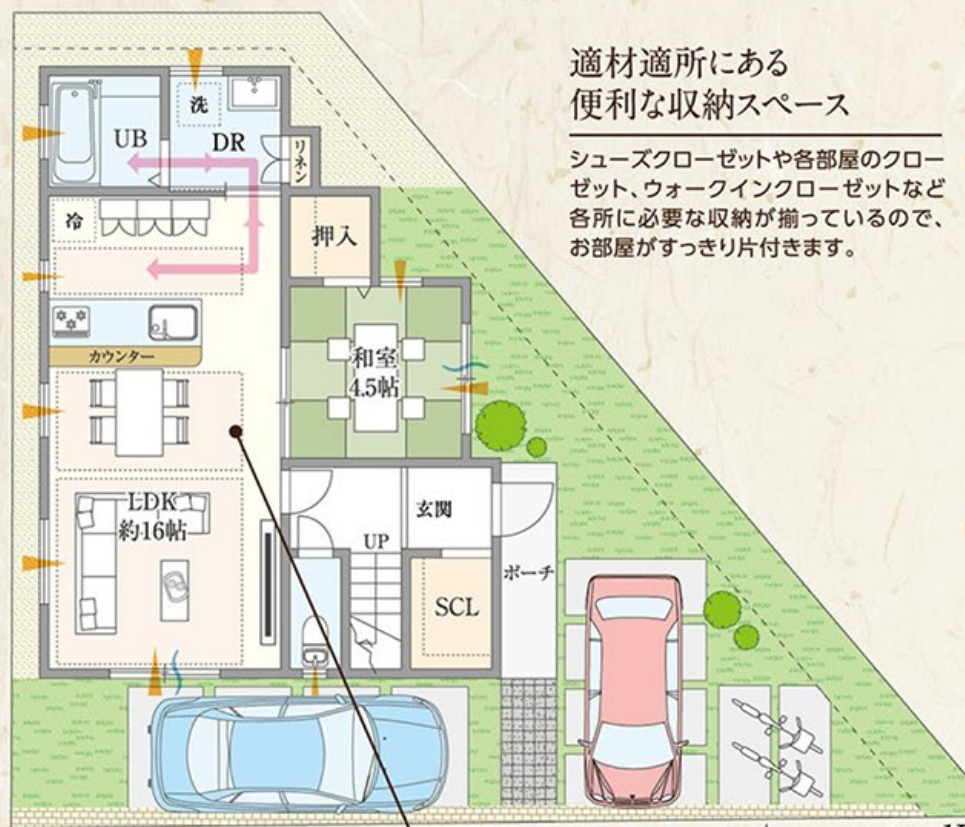 適材適所にある
便利な収納スペース
シューズクローゼットや各部屋のクロー
ゼット、ウォークインクローゼットなど
各所に必要な収納が揃っているので、
お部屋がすっきり片付きます。
洗
UB
DR
リネン
冷
押入
カウンター
和室
4.5帖
LDK
約16帖
玄関
UP
ポーチ
SCL